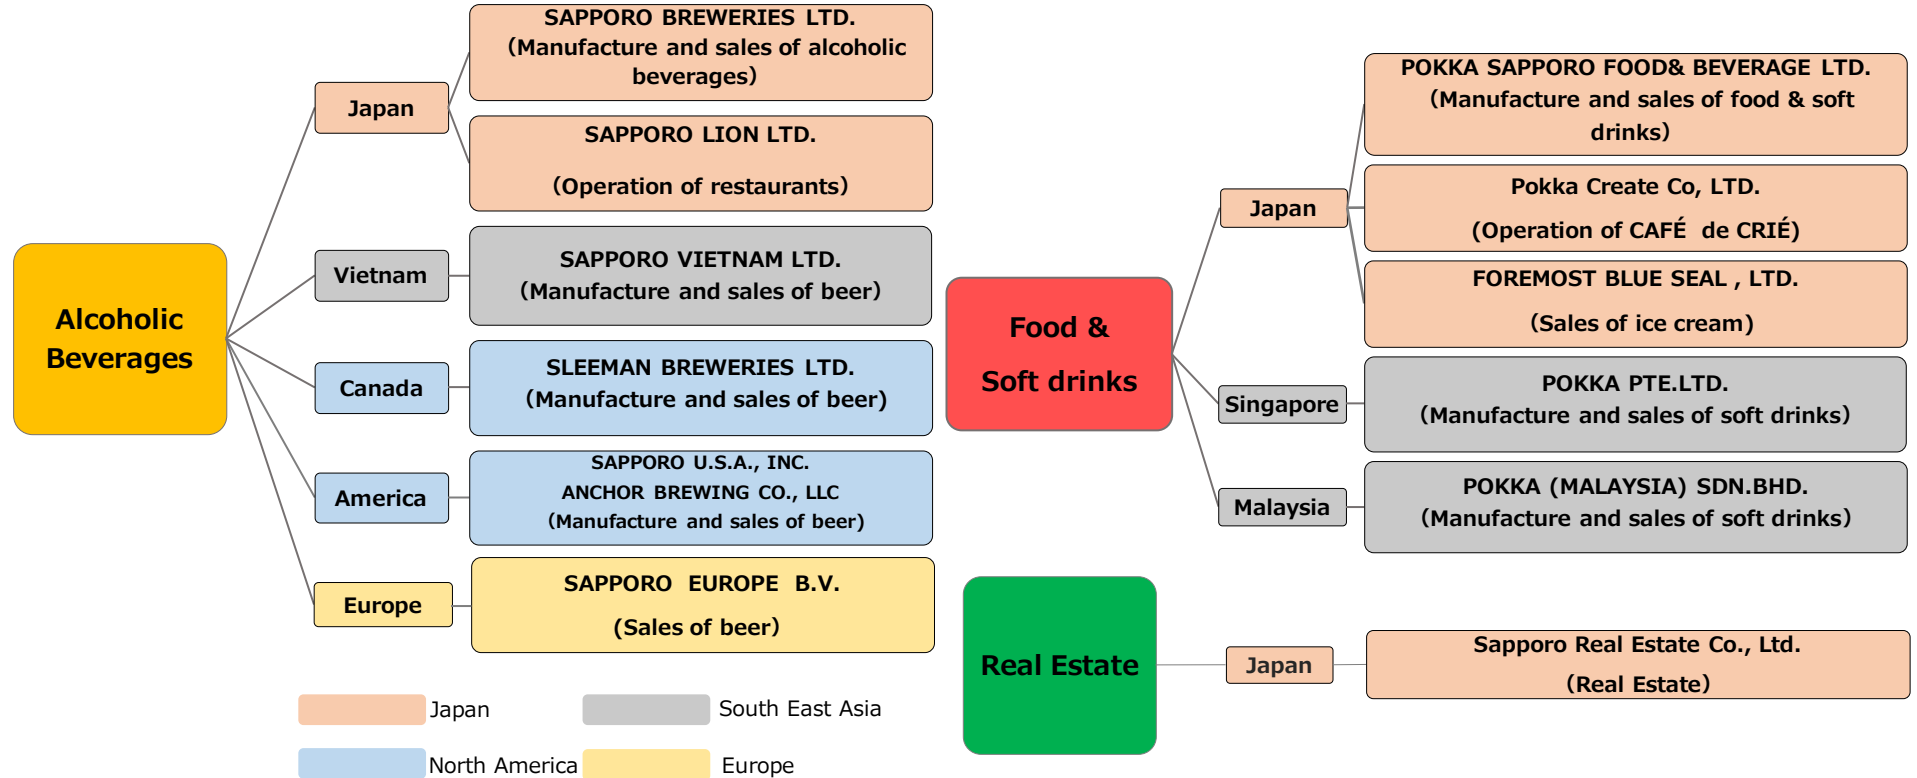 Alcoholic
Beverages
Japan
SAPPORO BREWERIES LTD.
（Manufacture and sales of alcoholic
beverages）
SAPPORO LION LTD.
（Operation of restaurants）
Vietnam
SAPPORO VIETNAM LTD.
（Manufacture and sales of beer）
Canada
SLEEMAN BREWERIES LTD.
（Manufacture and sales of beer)
America
SAPPORO U.S.A., INC.
ANCHOR BREWING CO., LLC
（Manufacture and sales of beer）
Europe
SAPPORO EUROPE B.V.
(Sales of beer）
Food &
Soft drinks
Japan
POKKA SAPPORO FOOD& BEVERAGE LTD.
（Manufacture and sales of food & soft
drinks）
Pokka Create Co, LTD.
(Operation of CAFÉ de CRIÉ)
FOREMOST BLUE SEAL , LTD.
（Sales of ice cream）
Singapore
POKKA PTE.LTD.
（Manufacture and sales of soft drinks）
Malaysia
POKKA (MALAYSIA) SDN.BHD.
（Manufacture and sales of soft drinks）
Real Estate
Japan
Sapporo Real Estate Co., Ltd.
（Real Estate）
Japan
South East Asia
North America
Europe